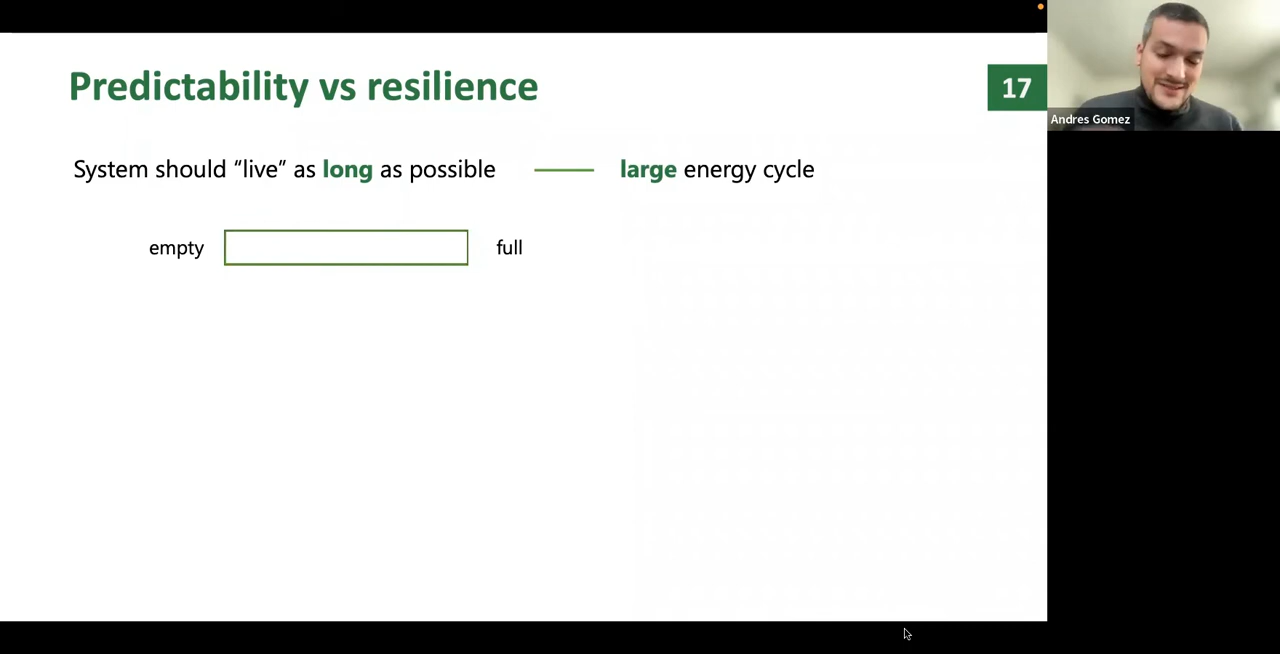 Predictability vs resilience
17
Andres Gomez
System should “live” as long as possible
large energy cycle
empty
full